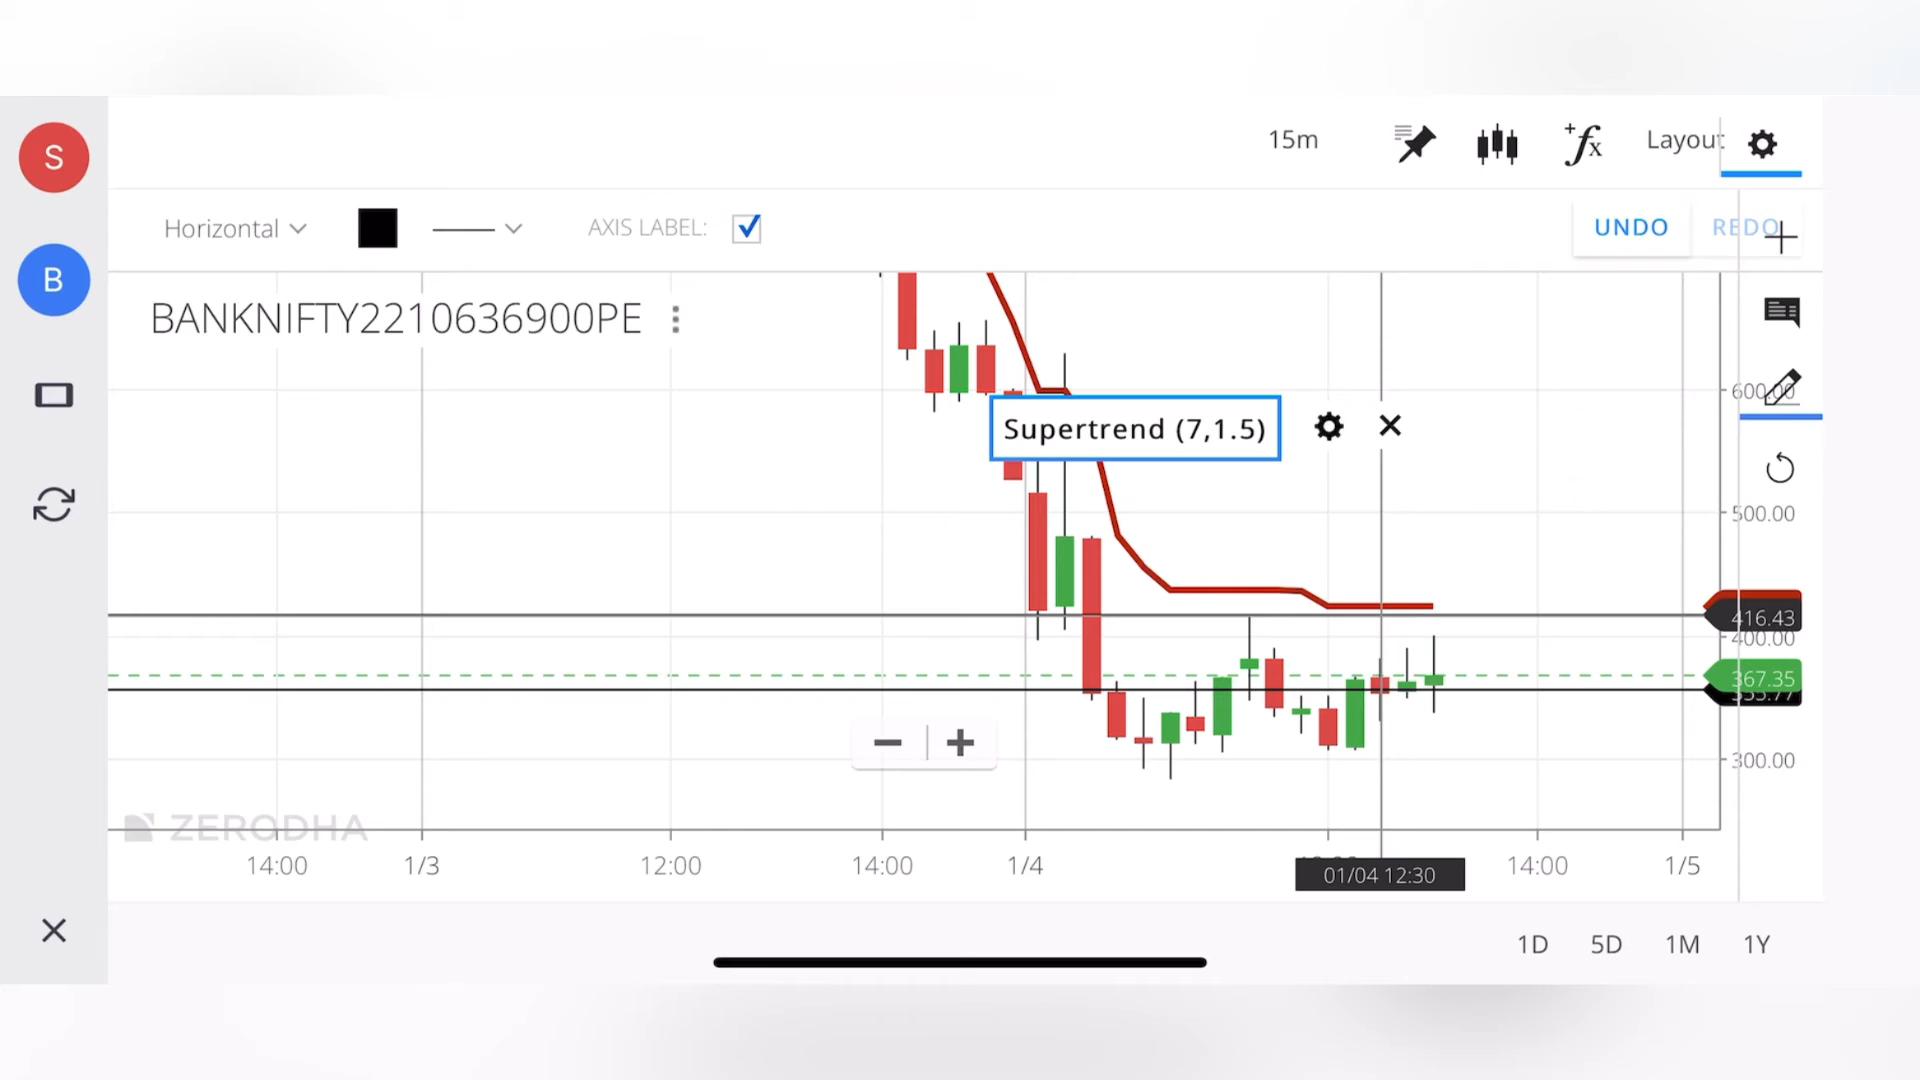 S
15m
Layout
B
Horizontal
AXIS LABEL:
UNDO
REDO
BANKNIFTY2210636900PE
600.00
Supertrend (7,1.5)
500.00
416.43
400.00
367.35
300.00
ZERODHA
14:00
1/3
12:00
14:00
1/4
01/04 12:30
14:00
1/5
1D
5D
1M
1Y